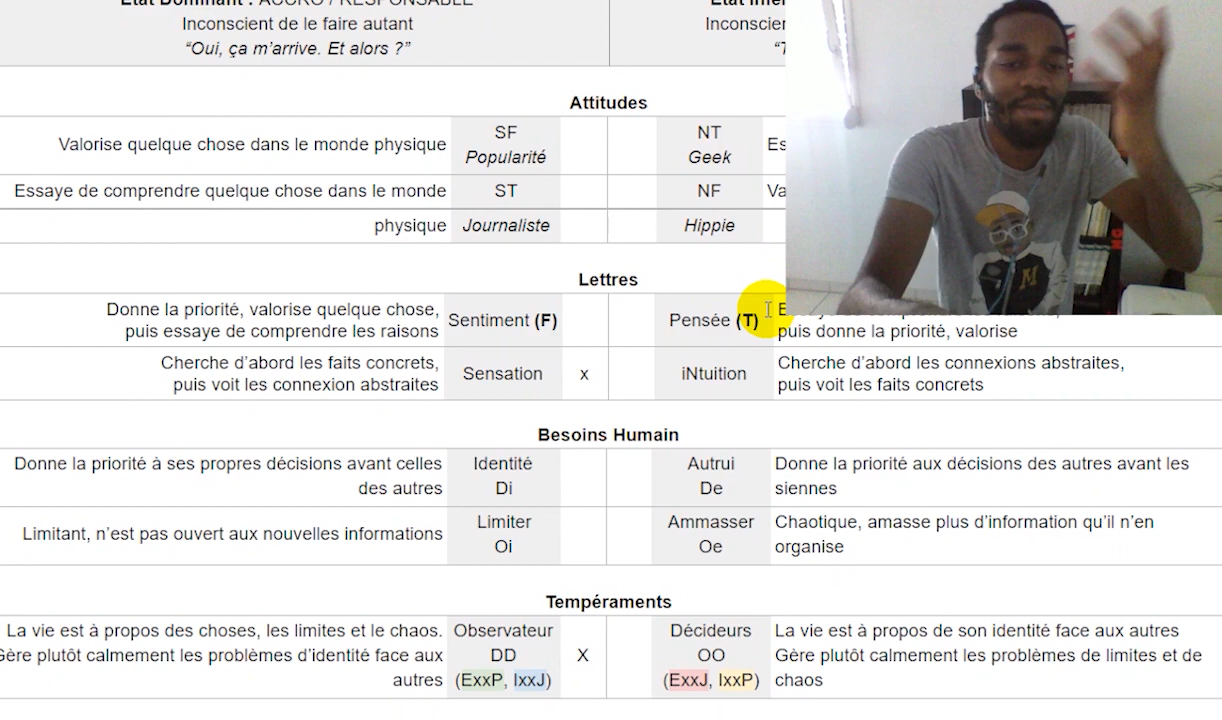 État Dominant : ACCRO / RESPONSABLE
Inconscient de le faire autant
Inconscien
“Oui, ça m’arrive. Et alors ?”
“T
Attitudes
Valorise quelque chose dans le monde physique
SF
Popularité
NT
Geek
Es
Essaye de comprendre quelque chose dans le monde
ST
NF
Va
physique
Journaliste
Hippie
Lettres
Donne la priorité, valorise quelque chose,
puis essaye de comprendre les raisons
Sentiment (F)
Pensée (T)
puis donne la priorité, valorise
Cherche d’abord les faits concrets,
puis voit les connexion abstraites
Sensation
x
iNtuition
Cherche d’abord les connexions abstraites,
puis voit les faits concrets
Besoins Humain
Donne la priorité à ses propres décisions avant celles
des autres
Identité
Di
Autrui
De
Donne la priorité aux décisions des autres avant les
siennes
Limitant, n’est pas ouvert aux nouvelles informations
Limiter
Oi
Ammasser
Oe
Chaotique, amasse plus d’information qu’il n’en
organise
Tempéraments
La vie est à propos des choses, les limites et le chaos.
Gère plutôt calmement les problèmes d’identité face aux
autres
Observateur
DD
(ExxP, IxxJ)
X
Décideurs
OO
(ExxJ, IxxP)
La vie est à propos de son identité face aux autres
Gère plutôt calmement les problèmes de limites et de
chaos
M